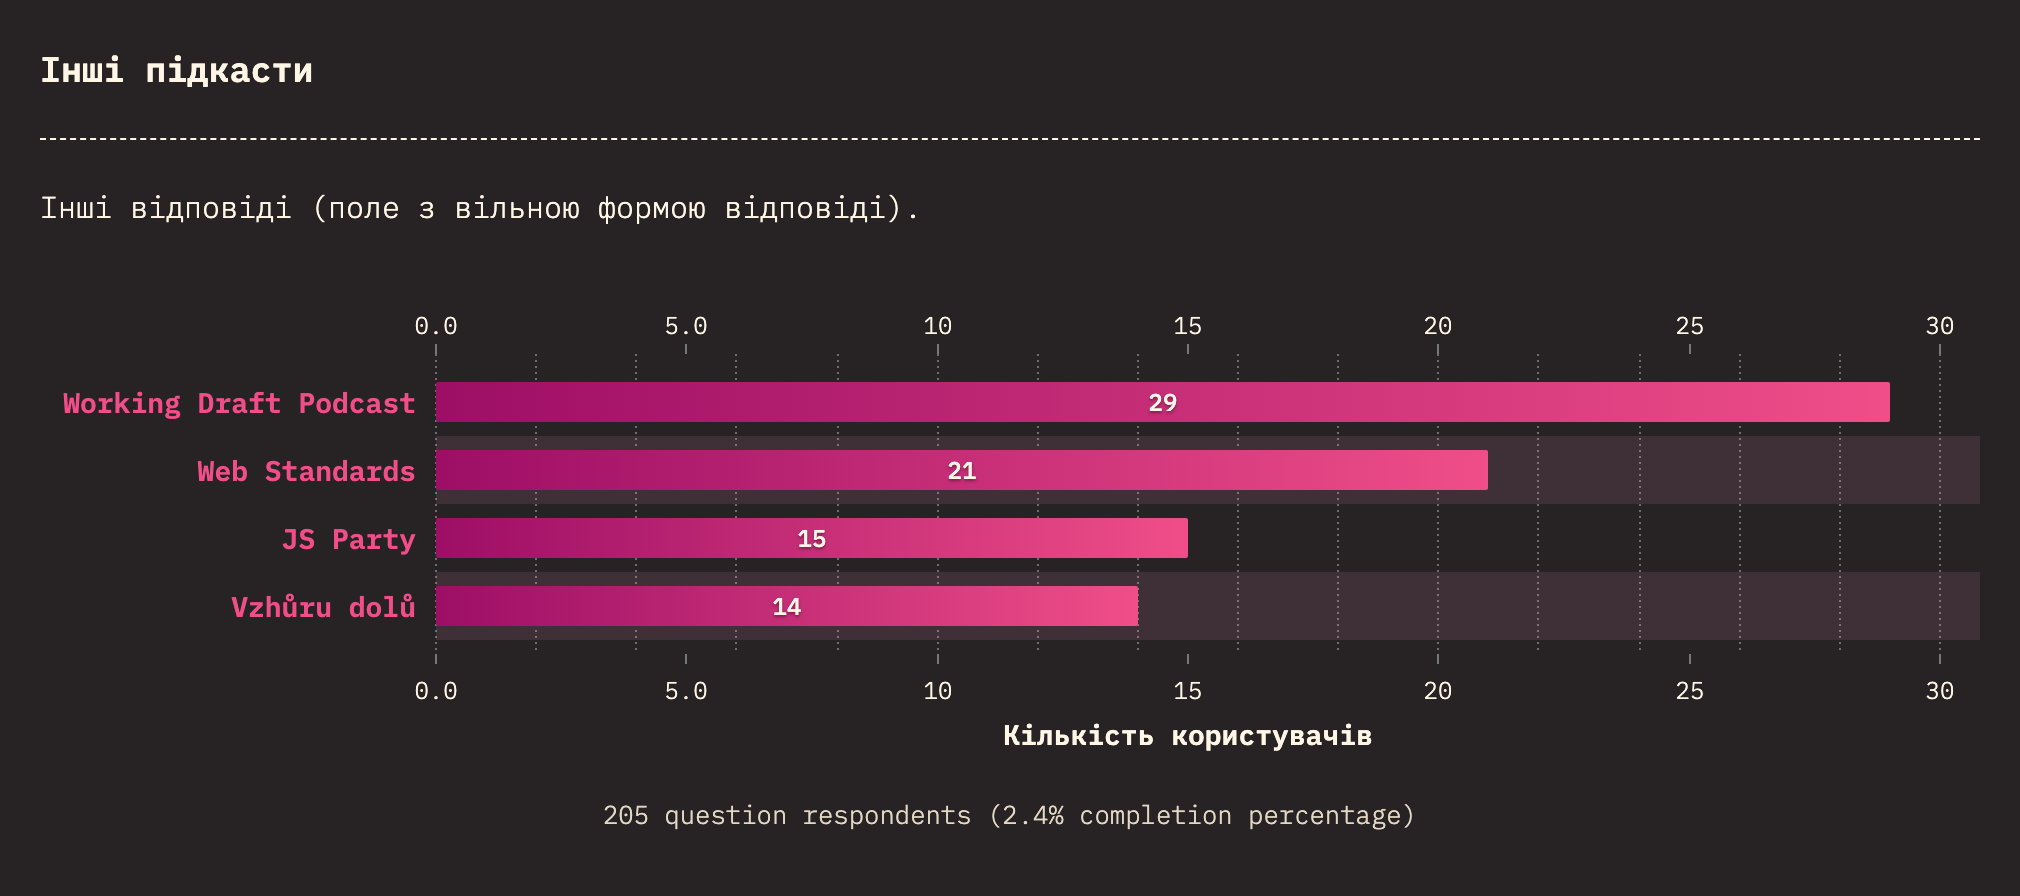 Інші підкасти
Інші відповіді (поле з вільною формою відповіді).
0.0 5.0 10 15 20 25 30
Working Draft Podcast 29
Web Standards 21
JS Party 15
Vzhůru dolů 14
0.0 5.0 10 15 20 25 30
Кількість користувачів
205 question respondents (2.4% completion percentage)